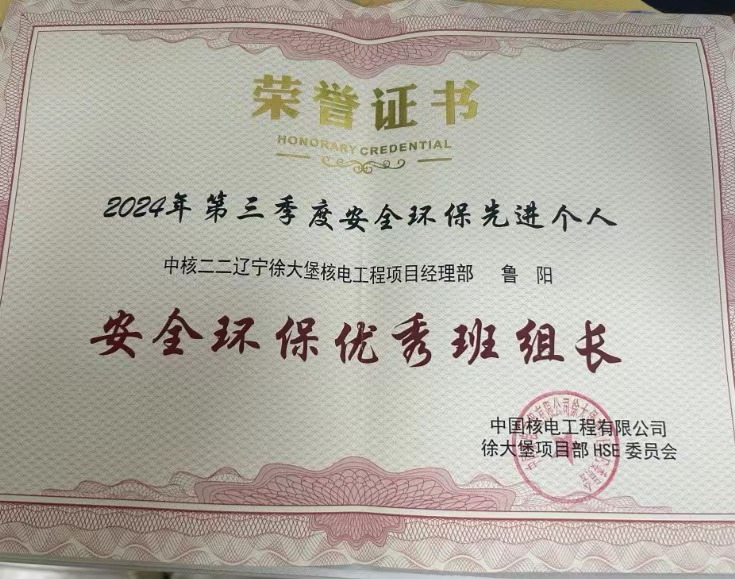 荣誉证书
HONORARY CREDENTIAL
2024年第三季度安全环保先进个人
中核二二辽宁徐大堡核电工程项目经理部 鲁 阳
安全环保优秀班组长
中国核电工程有限公司
徐大堡项目部 HSE 委员会